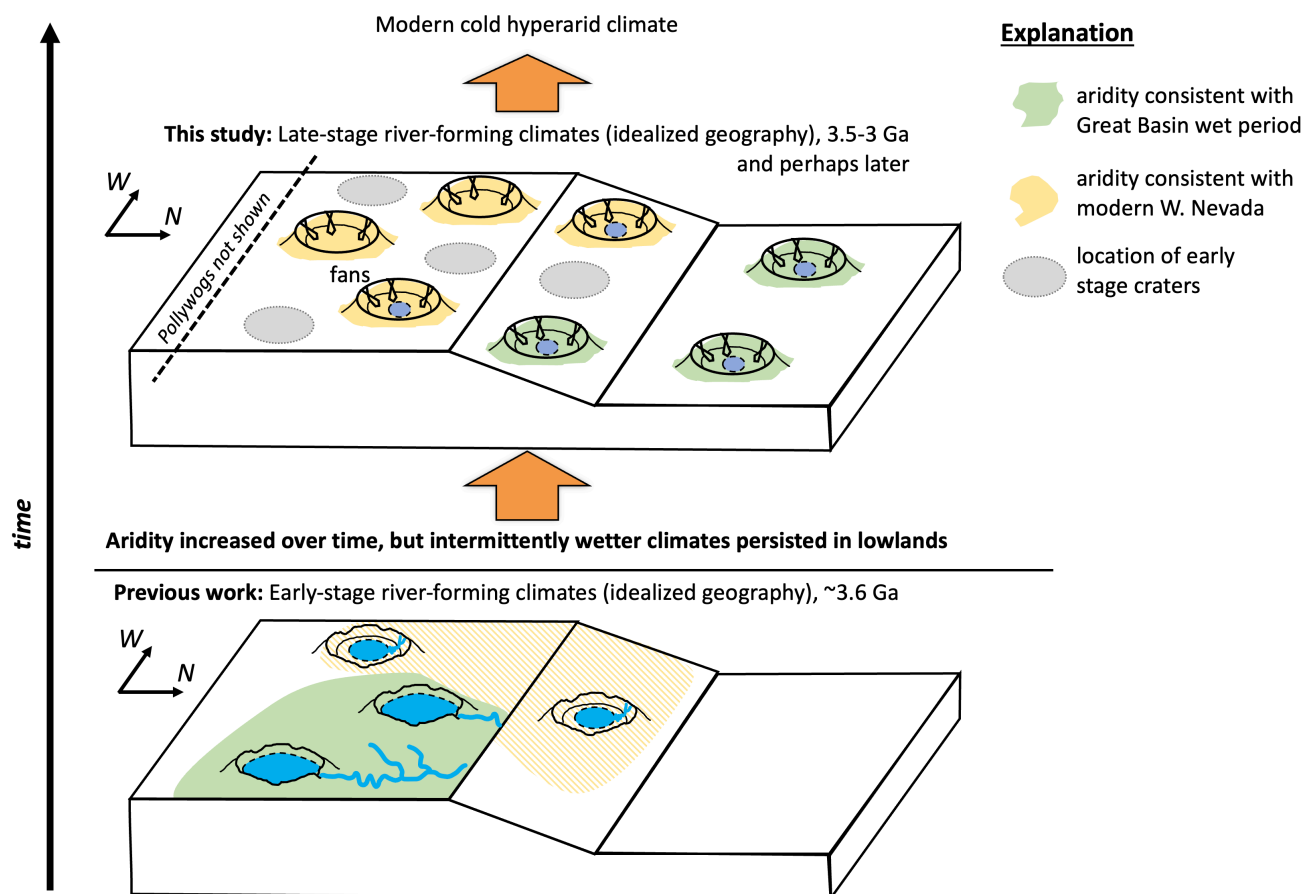 Modern cold hyperarid climate
Explanation
aridity consistent with
Great Basin wet period
aridity consistent with
modern W. Nevada
location of early
stage craters
This study: Late-stage river-forming climates (idealized geography), 3.5-3 Ga
and perhaps later
W
N
Pollywogs not shown
fans
time
Aridity increased over time, but intermittently wetter climates persisted in lowlands
Previous work: Early-stage river-forming climates (idealized geography), ~3.6 Ga
W
N